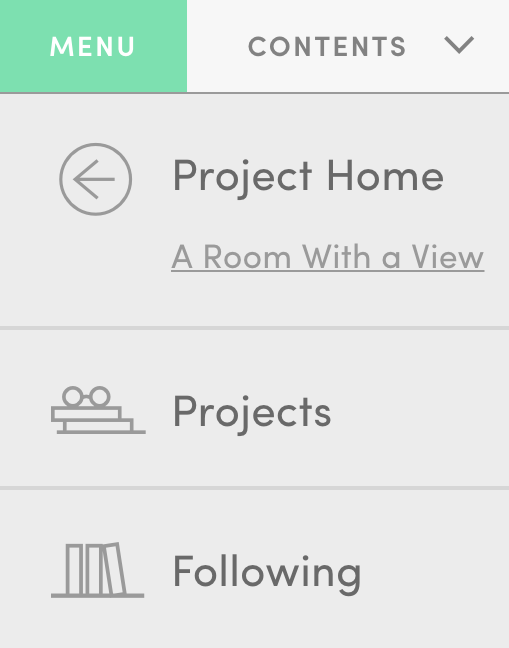 MENU CONTENTS
Project Home
A Room With a View
Projects
Following